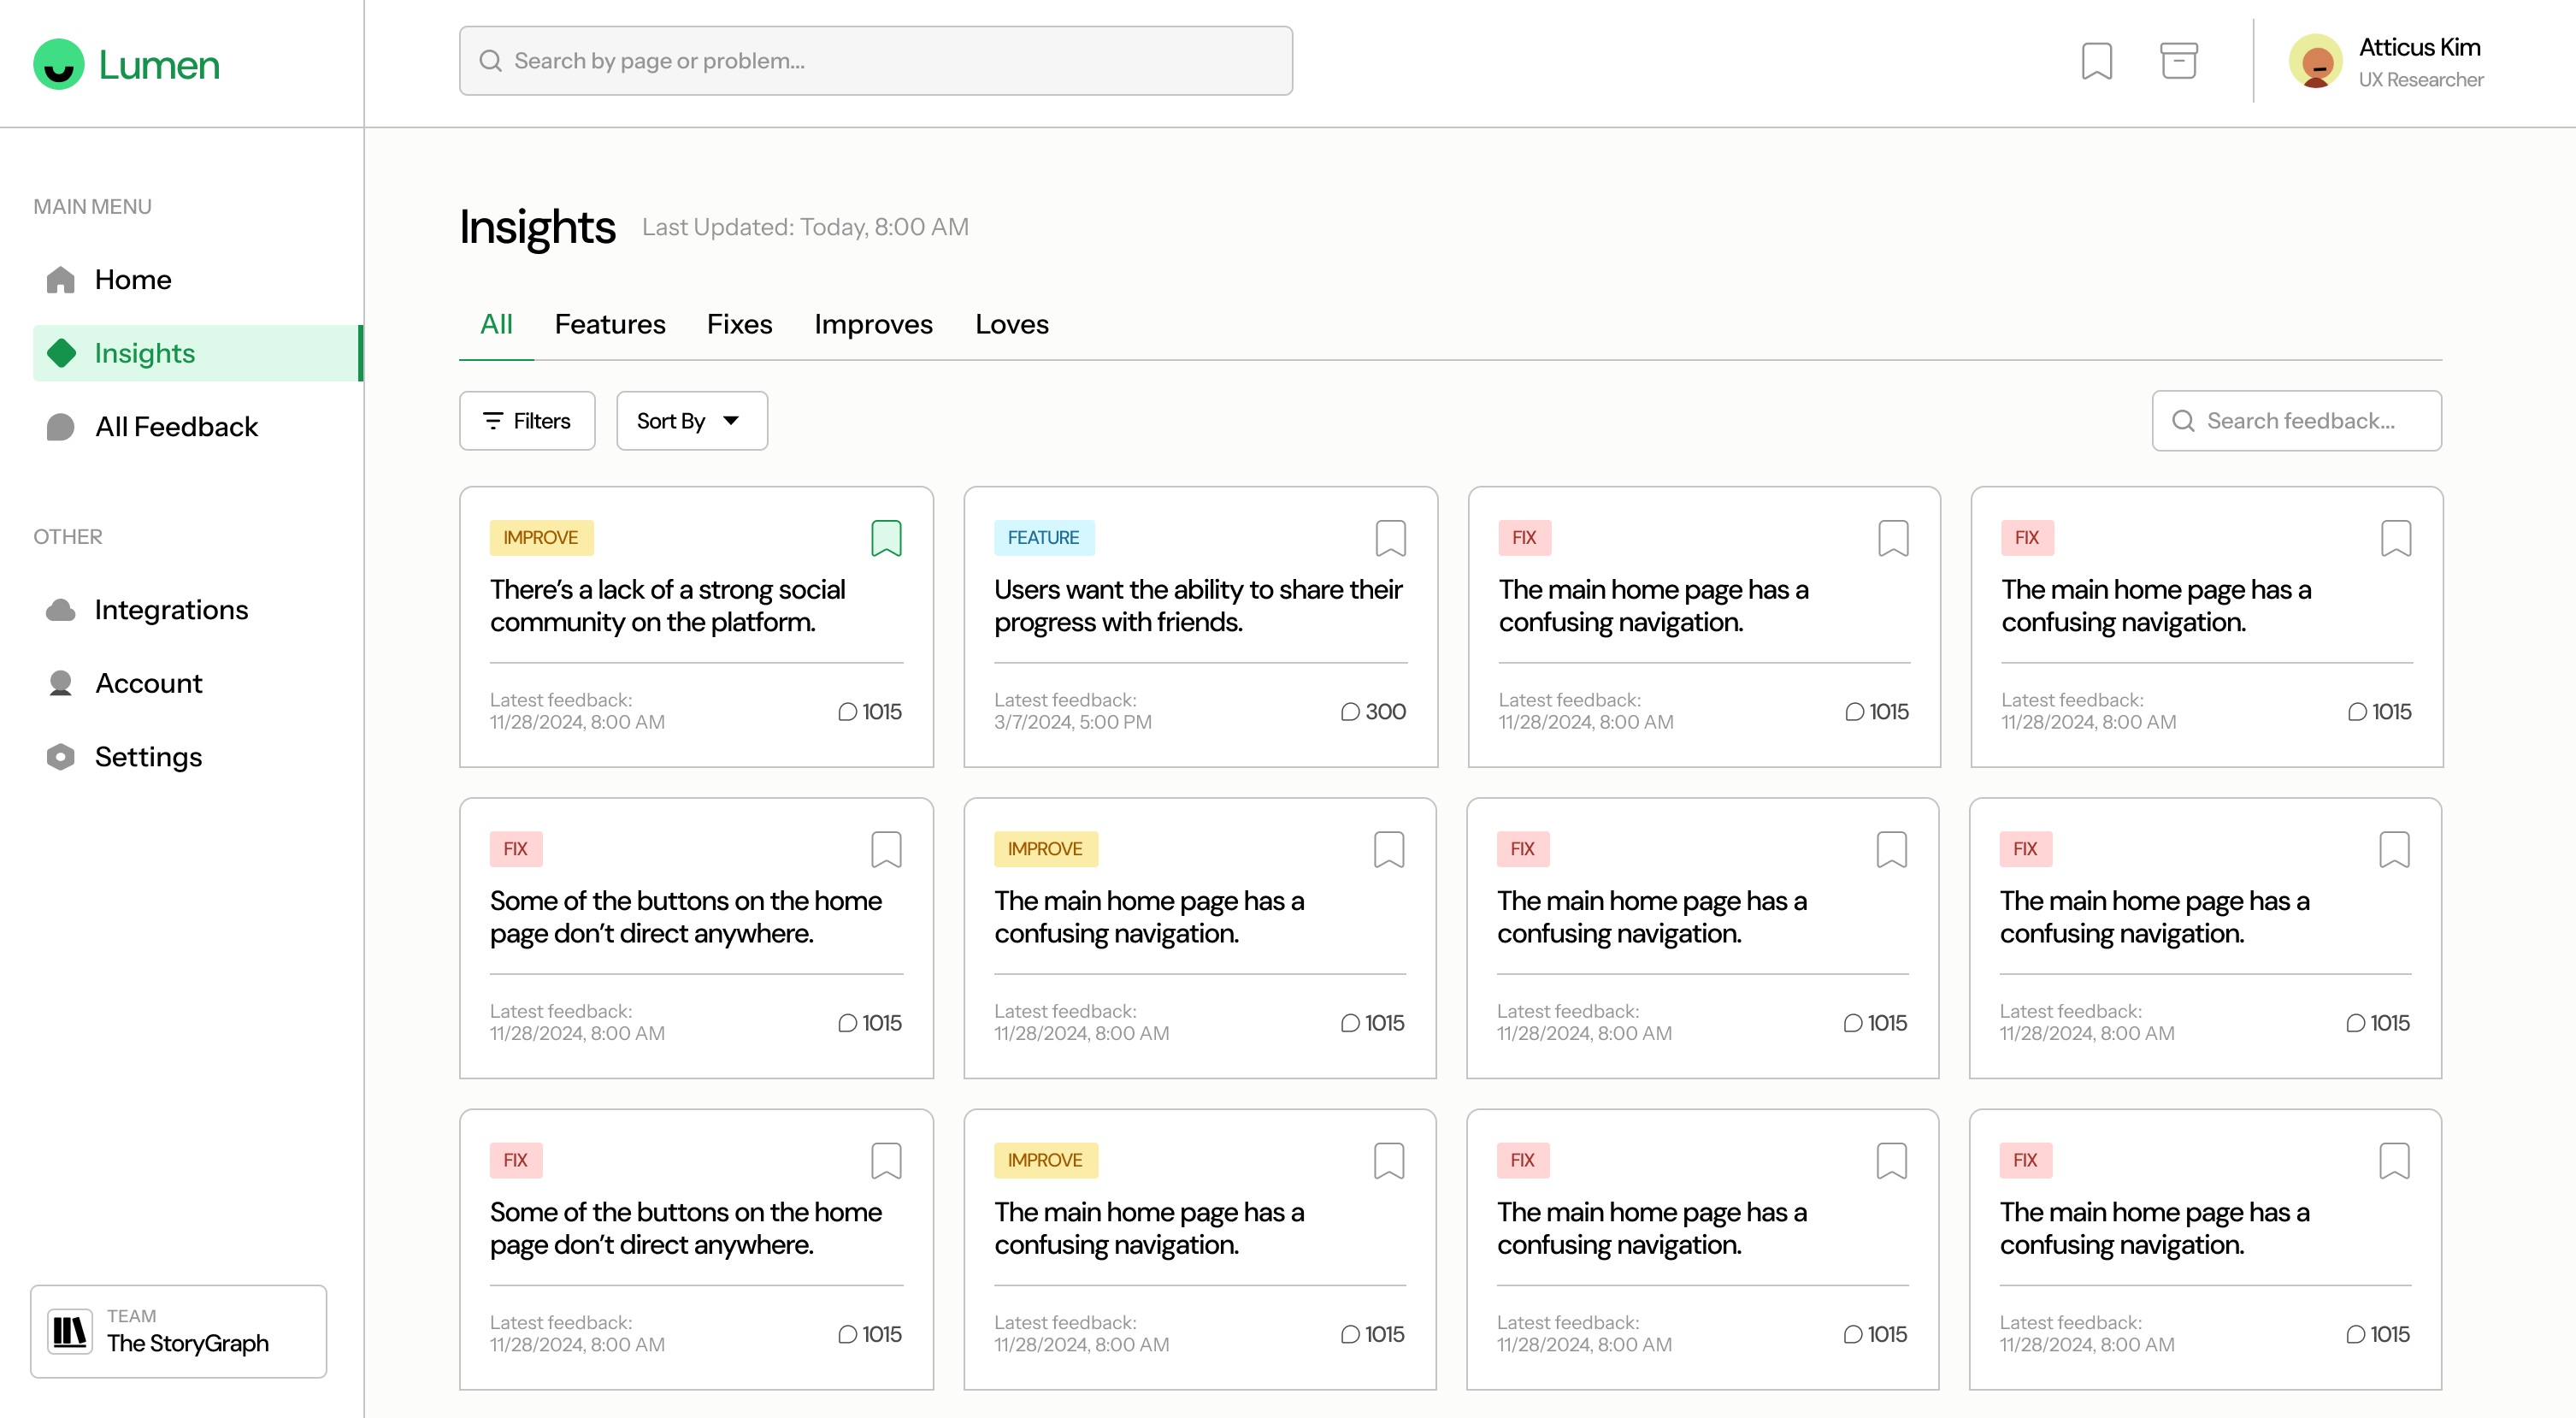 Lumen
Search by page or problem...
Atticus Kim
UX Researcher
MAIN MENU
Home
Insights
All Feedback
OTHER
Integrations
Account
Settings
TEAM
The StoryGraph
Insights
Last Updated: Today, 8:00 AM
All
Features
Fixes
Improves
Loves
Filters
Sort By
Search feedback...
IMPROVE
There’s a lack of a strong social
community on the platform.
Latest feedback:
11/28/2024, 8:00 AM
1015
FEATURE
Users want the ability to share their
progress with friends.
Latest feedback:
3/7/2024, 5:00 PM
300
FIX
The main home page has a
confusing navigation.
Latest feedback:
11/28/2024, 8:00 AM
1015
FIX
The main home page has a
confusing navigation.
Latest feedback:
11/28/2024, 8:00 AM
1015
FIX
Some of the buttons on the home
page don’t direct anywhere.
Latest feedback:
11/28/2024, 8:00 AM
1015
IMPROVE
The main home page has a
confusing navigation.
Latest feedback:
11/28/2024, 8:00 AM
1015
FIX
The main home page has a
confusing navigation.
Latest feedback:
11/28/2024, 8:00 AM
1015
FIX
The main home page has a
confusing navigation.
Latest feedback:
11/28/2024, 8:00 AM
1015
FIX
Some of the buttons on the home
page don’t direct anywhere.
Latest feedback:
11/28/2024, 8:00 AM
1015
IMPROVE
The main home page has a
confusing navigation.
Latest feedback:
11/28/2024, 8:00 AM
1015
FIX
The main home page has a
confusing navigation.
Latest feedback:
11/28/2024, 8:00 AM
1015
FIX
The main home page has a
confusing navigation.
Latest feedback:
11/28/2024, 8:00 AM
1015